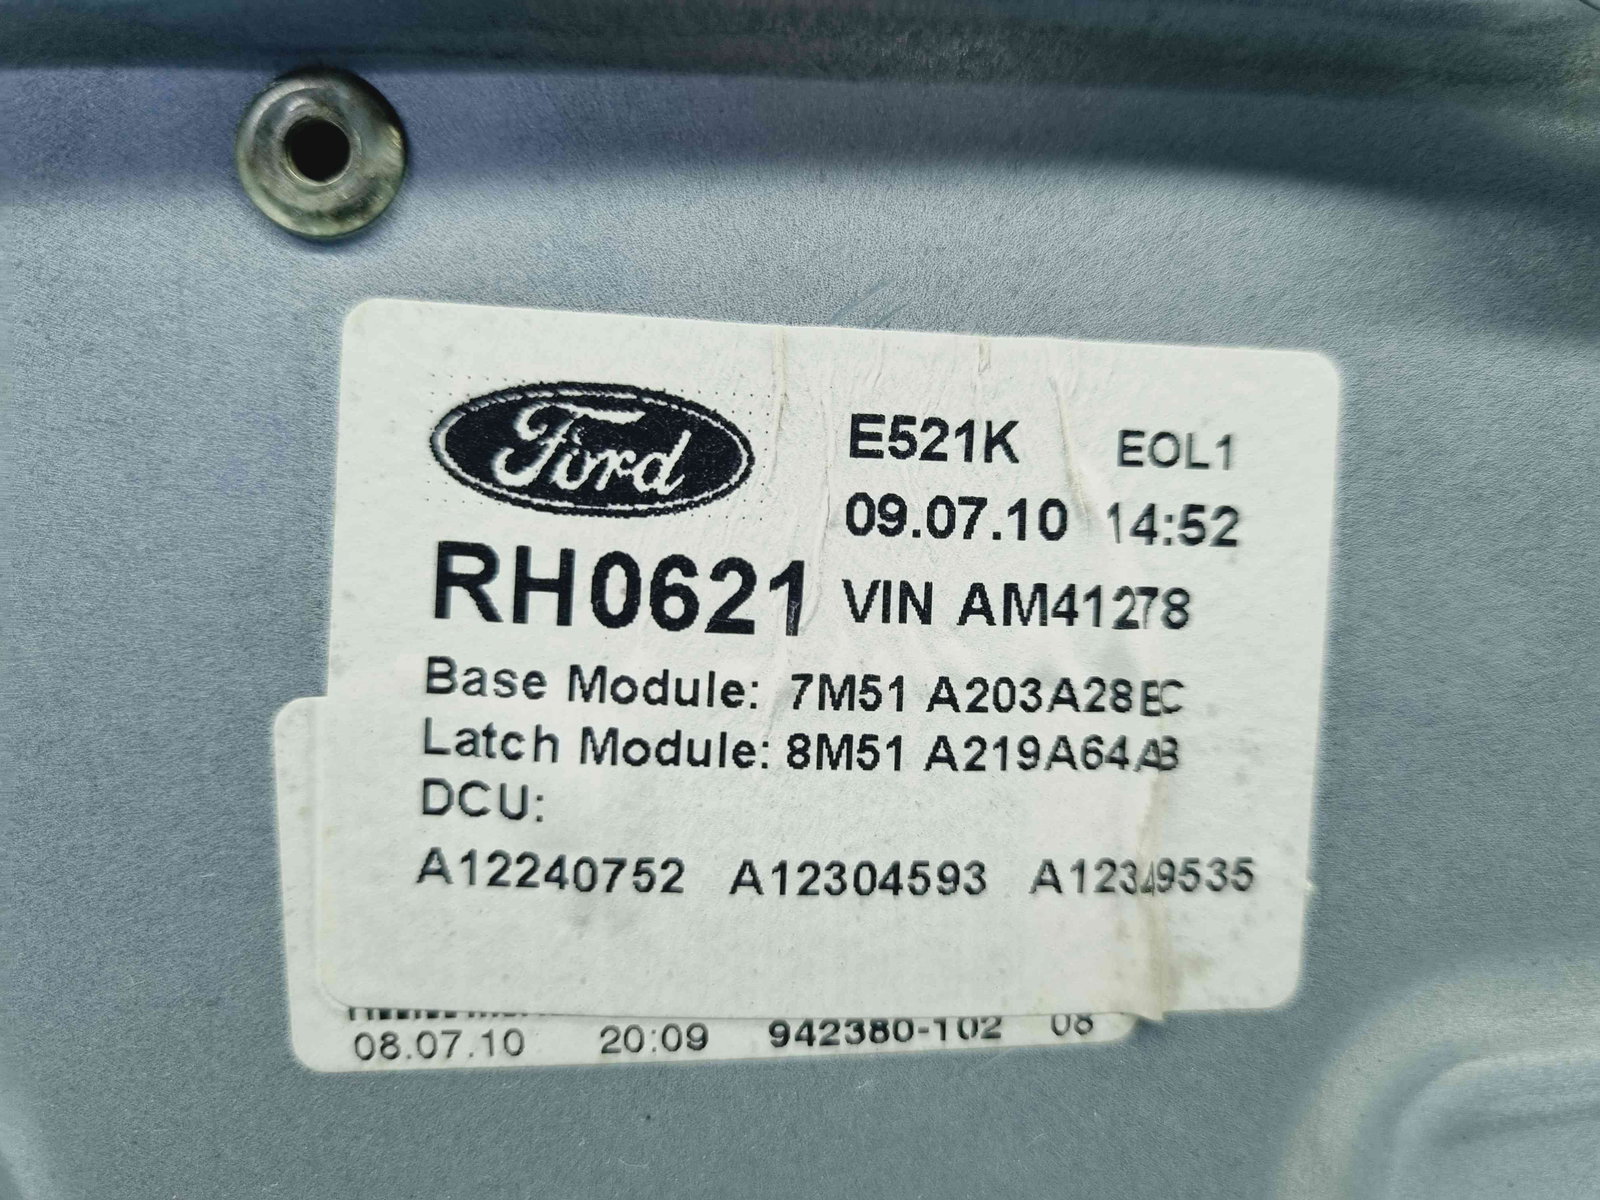 Ford
E521K EOL1
09.07.10 14:52
RH0621 VIN AM41278
Base Module: 7M51 A203A28EC
Latch Module: 8M51 A219A64AB
DCU:
A12240752 A12304593 A12349535
08.07.10 20:09 942380-102 08